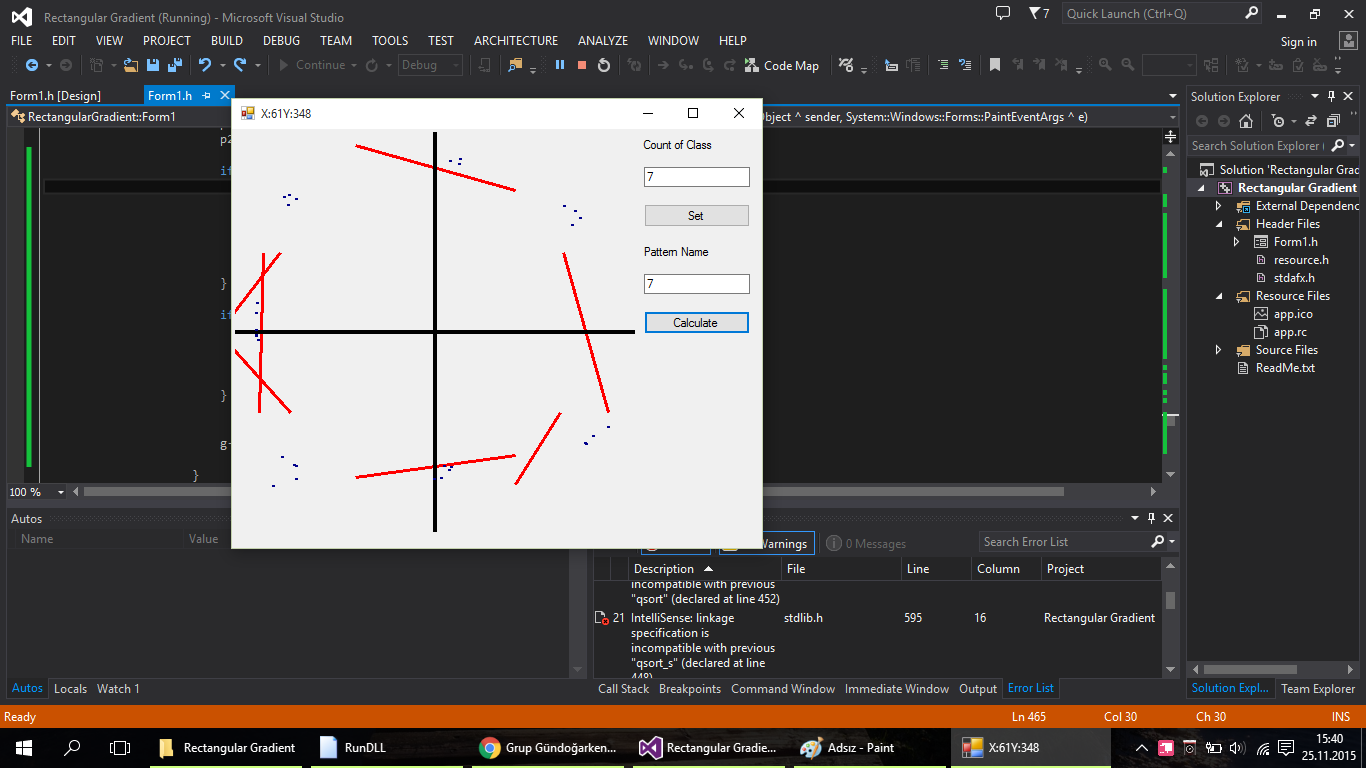 Rectangular Gradient (Running) - Microsoft Visual Studio
7
Quick Launch (Ctrl+Q)
FILE EDIT VIEW PROJECT BUILD DEBUG TEAM TOOLS TEST ARCHITECTURE ANALYZE WINDOW HELP
Sign in
Continue Debug Code Map
Form1.h [Design] Form1.h
RectangularGradient::Form1
Object ^ sender, System::Windows::Forms::PaintEventArgs ^ e)
X:61Y:348
Count of Class
7
Set
Pattern Name
7
Calculate
}
}
}
100 %
Solution Explorer
Search Solution Explorer (
Solution 'Rectangular Grad
Rectangular Gradient
External Dependenc
Header Files
Form1.h
resource.h
stdafx.h
Resource Files
app.ico
app.rc
Source Files
ReadMe.txt
Autos
Name Value
Warnings 0 Messages
Search Error List
Description File Line Column Project
incompatible with previous
"qsort" (declared at line 452)
21 IntelliSense: linkage stdlib.h 595 16 Rectangular Gradient
specification is
incompatible with previous
"qsort_s" (declared at line
448)
Autos Locals Watch 1
Call Stack Breakpoints Command Window Immediate Window Output Error List
Solution Expl... Team Explorer
Ready Ln 465 Col 30 Ch 30 INS
Rectangular Gradient RunDLL Grup Gündoğarken... Rectangular Gradie... Adsız - Paint X:61Y:348
15:40
25.11.2015